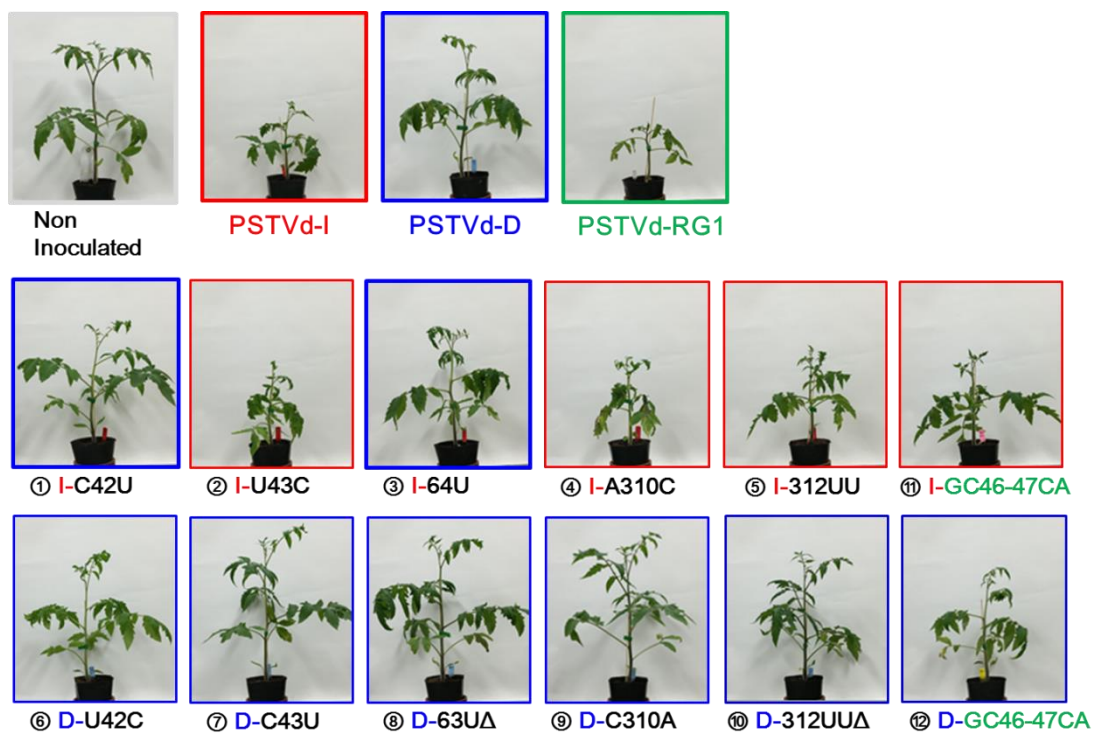 Non
Inoculated
PSTVd-I
PSTVd-D
PSTVd-RG1
① I-C42U
② I-U43C
③ I-64U
④ I-A310C
⑤ I-312UU
⑪ I-GC46-47CA
⑥ D-U42C
⑦ D-C43U
⑧ D-63UΔ
⑨ D-C310A
⑩ D-312UUΔ
⑫ D-GC46-47CA